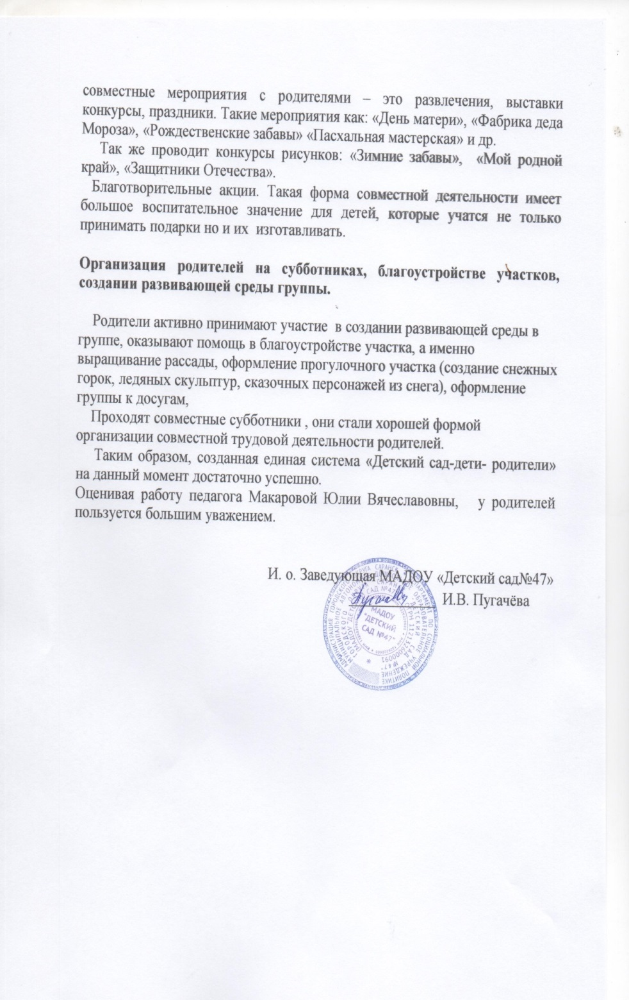 совместные мероприятия с родителями – это развлечения, выставки
конкурсы, праздники. Такие мероприятия как: «День матери», «Фабрика деда
Мороза», «Рождественские забавы» «Пасхальная мастерская» и др.
Так же проводит конкурсы рисунков: «Зимние забавы», «Мой родной
край», «Защитники Отечества».
Благотворительные акции. Такая форма совместной деятельности имеет
большое воспитательное значение для детей, которые учатся не только
принимать подарки но и их изготавливать.
Организация родителей на субботниках, благоустройстве участков,
создании развивающей среды группы.
Родители активно принимают участие в создании развивающей среды в
группе, оказывают помощь в благоустройстве участка, а именно
выращивание рассады, оформление прогулочного участка (создание снежных
горок, ледяных скульптур, сказочных персонажей из снега), оформление
группы к досугам,
Проходят совместные субботники , они стали хорошей формой
организации совместной трудовой деятельности родителей.
Таким образом, созданная единая система «Детский сад-дети- родители»
на данный момент достаточно успешно.
Оценивая работу педагога Макаровой Юлии Вячеславовны, у родителей
пользуется большим уважением.
И. о. Заведующая МАДОУ «Детский сад№47»
И.В. Пугачёва
МАДОУ
"ДЕТСКИЙ
САД №47"